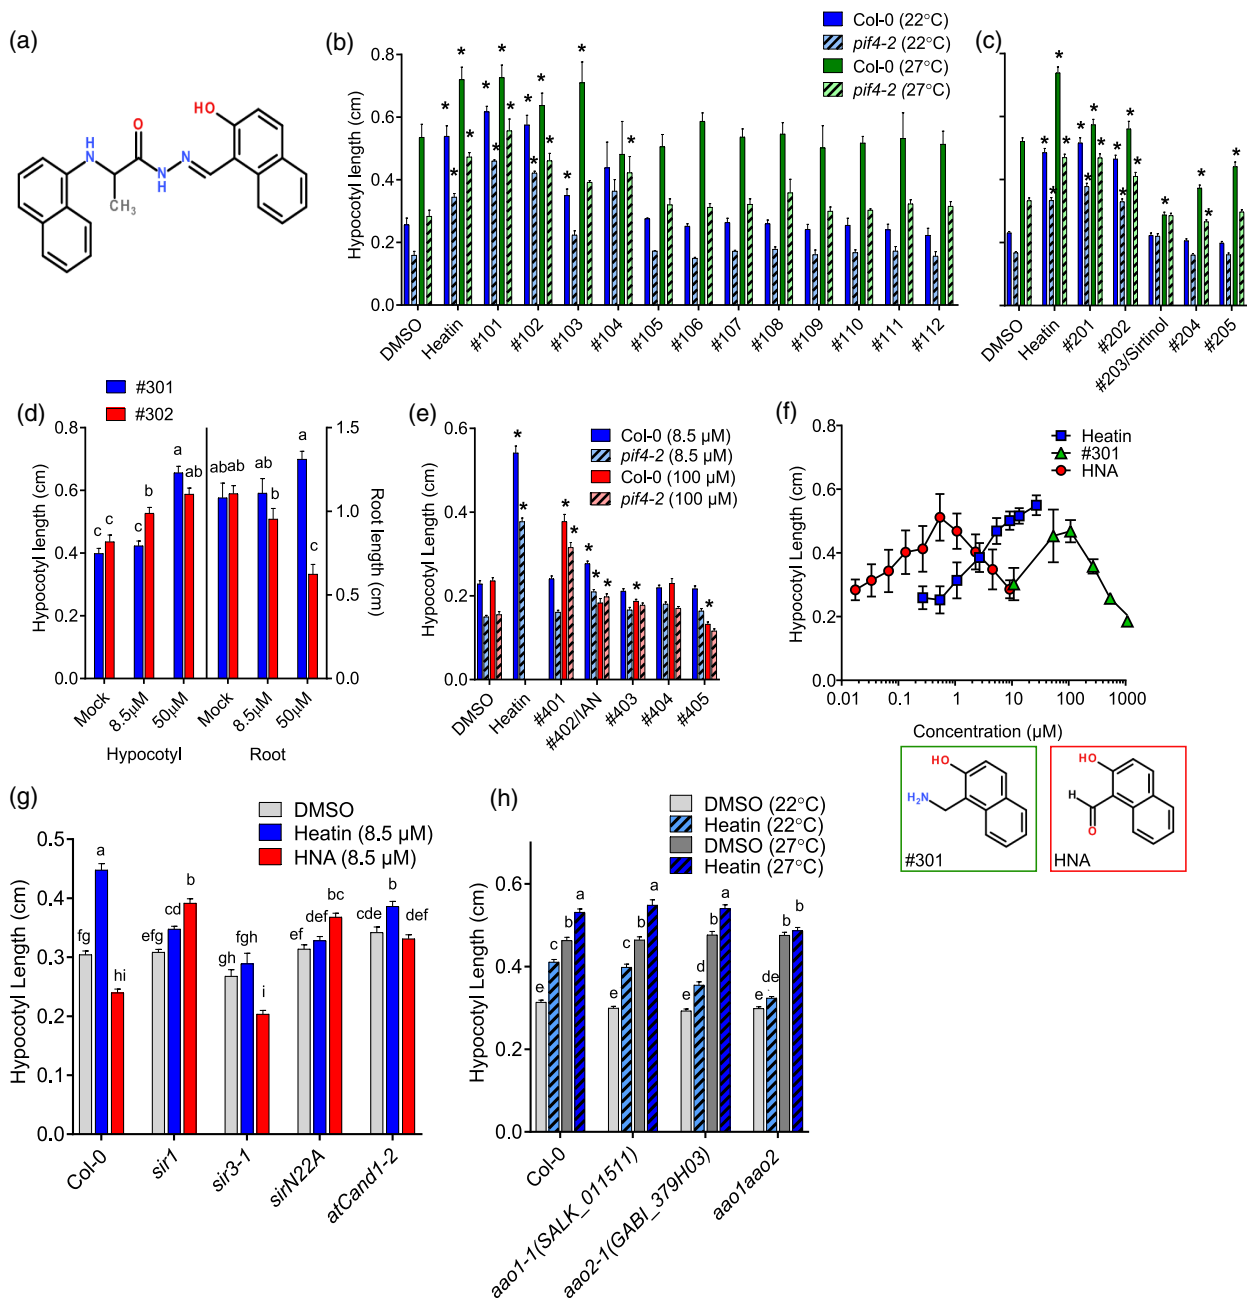 (a)
HO
H
N
O
N
H
N
CH3
(b)
Col-0 (22°C)
pif4-2 (22°C)
Col-0 (27°C)
pif4-2 (27°C)
Hypocotyl length (cm)
0.8
0.6
0.4
0.2
0.0
* * * * * * * * * * * * * * *
DMSO Heatin #101 #102 #103 #104 #105 #106 #107 #108 #109 #110 #111 #112
(c)
* * * * * * * * * * * * * * * *
DMSO Heatin #201 #202 #203/Sirtinol #204 #205
(d)
#301
#302
Hypocotyl length (cm)
0.8
0.6
0.4
0.2
0.0
c c c b a ab abab ab b a c
1.5
1.0
0.5
0.0
Root length (cm)
Mock 8.5µM 50µM Mock 8.5µM 50µM
Hypocotyl Root
(e)
Col-0 (8.5 µM)
pif4-2 (8.5 µM)
Col-0 (100 µM)
pif4-2 (100 µM)
Hypocotyl Length (cm)
0.6
0.4
0.2
0.0
* * * * * * * * *
DMSO Heatin #401 #402/IAN #403 #404 #405
(f)
Heatin
#301
HNA
Hypocotyl Length (cm)
0.8
0.6
0.4
0.2
0.0
0.01 0.1 1 10 100 1000
Concentration (µM)
HO
H2N
#301
HO
H
O
HNA
(g)
DMSO
Heatin (8.5 µM)
HNA (8.5 µM)
Hypocotyl Length (cm)
0.5
0.4
0.3
0.2
0.1
0.0
fg a hi efg cd b gh fgh i ef def bc cde b def
Col-0 sir1 sir3-1 sirN22A atCand1-2
(h)
DMSO (22°C)
Heatin (22°C)
DMSO (27°C)
Heatin (27°C)
Hypocotyl Length (cm)
0.6
0.4
0.2
0.0
e c b a e c b a e d b a e de b b
Col-0 aao1-1(SALK_011511) aao2-1(GABI_379H03) aao1aao2